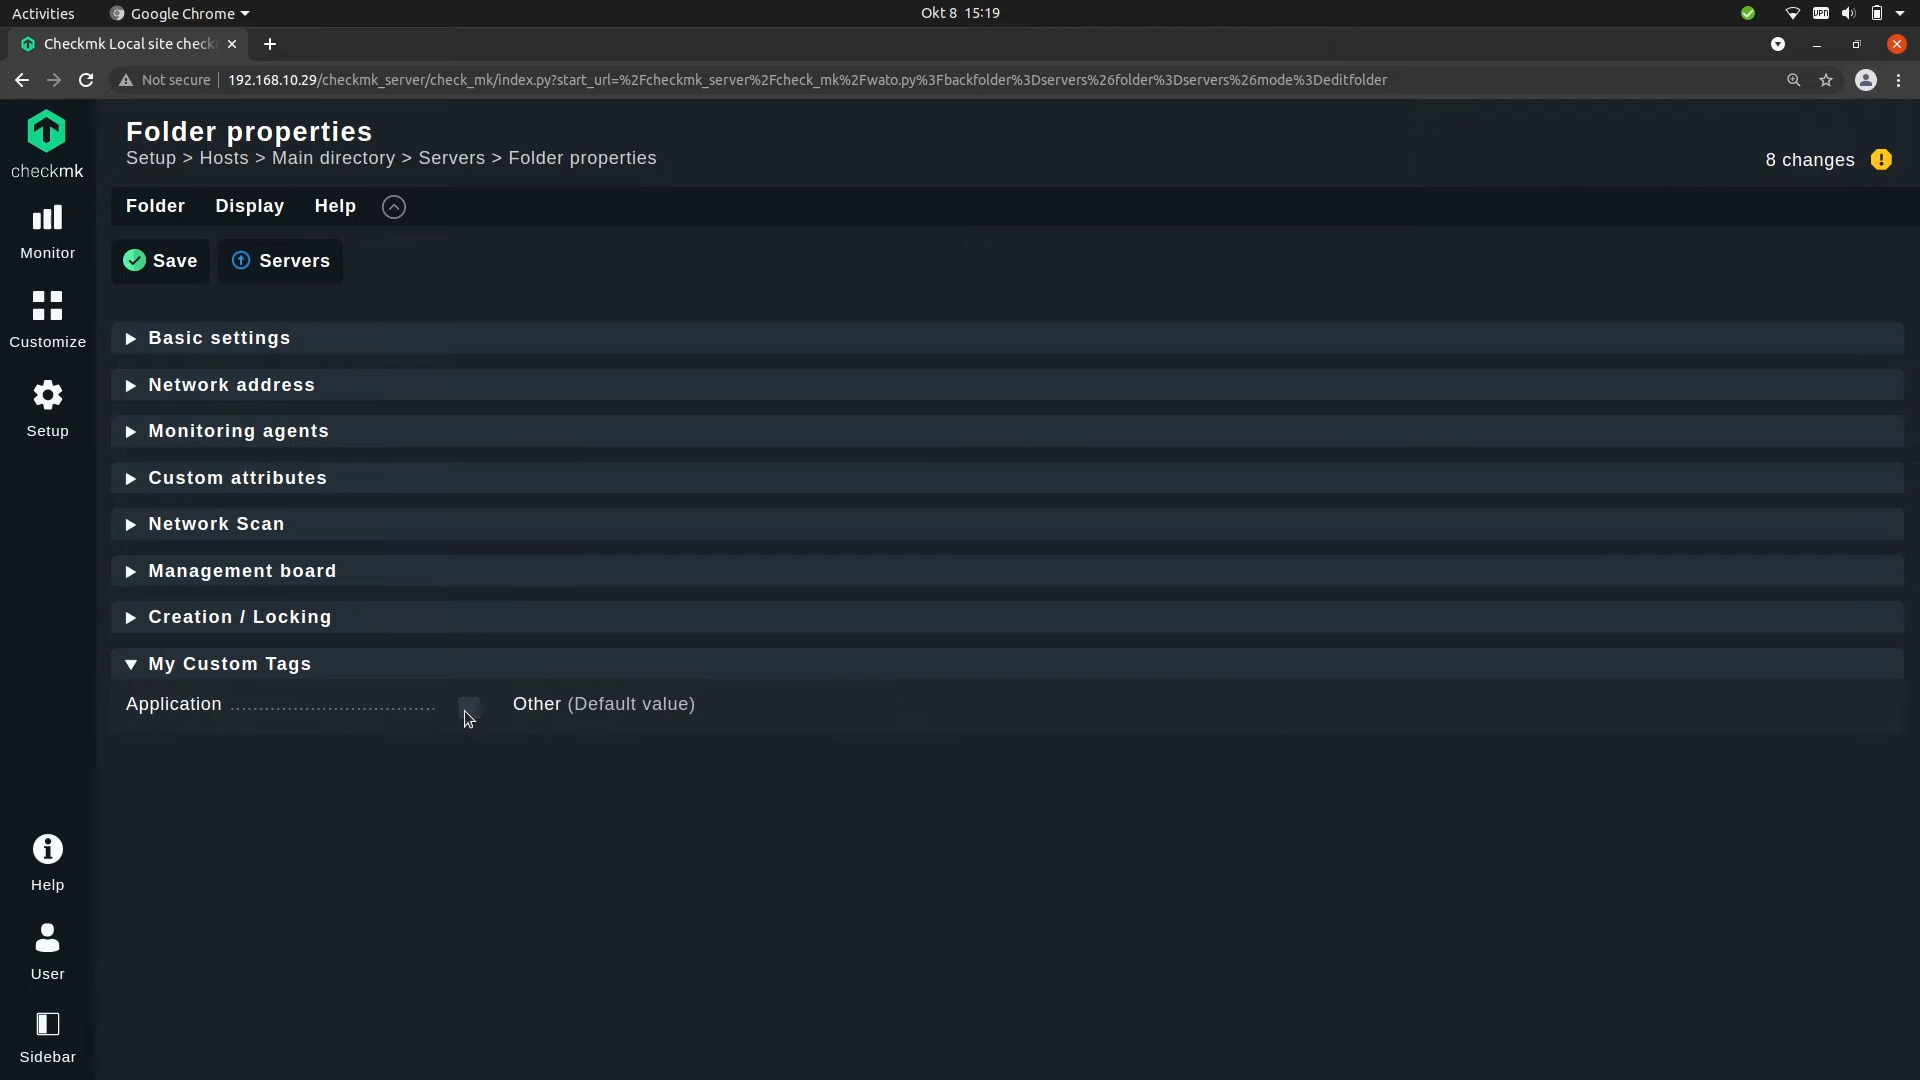 Activities
Google Chrome
Okt 8 15:19
VPN
Checkmk Local site check
Not secure
192.168.10.29/checkmk_server/check_mk/index.py?start_url=%2Fcheckmk_server%2Fcheck_mk%2Fwato.py%3Fbackfolder%3Dservers%26folder%3Dservers%26mode%3Deditfolder
checkmk
Folder properties
Setup > Hosts > Main directory > Servers > Folder properties
8 changes
Folder
Display
Help
Save
Servers
Monitor
Customize
Setup
Basic settings
Network address
Monitoring agents
Custom attributes
Network Scan
Management board
Creation / Locking
My Custom Tags
Application ...................................
Other (Default value)
Help
User
Sidebar